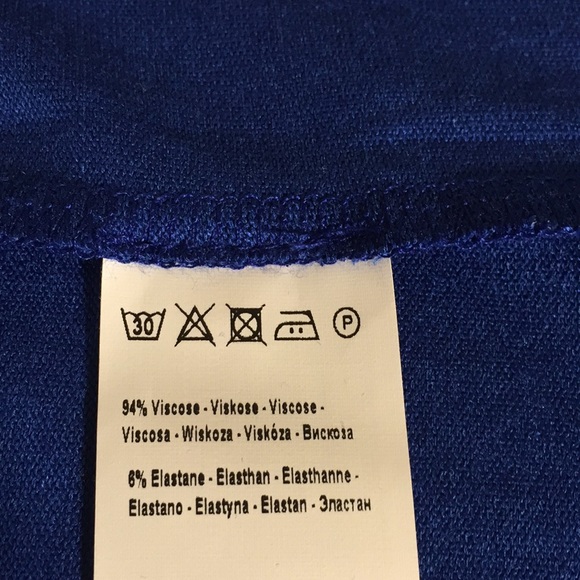 30 P
94% Viscose - Viskose - Viscose -
Viscosa - Wiskoza - Viskóza - Вискоза
6% Elastane - Elasthan - Elasthanne -
Elastano - Elastyna - Elastan - Эластан